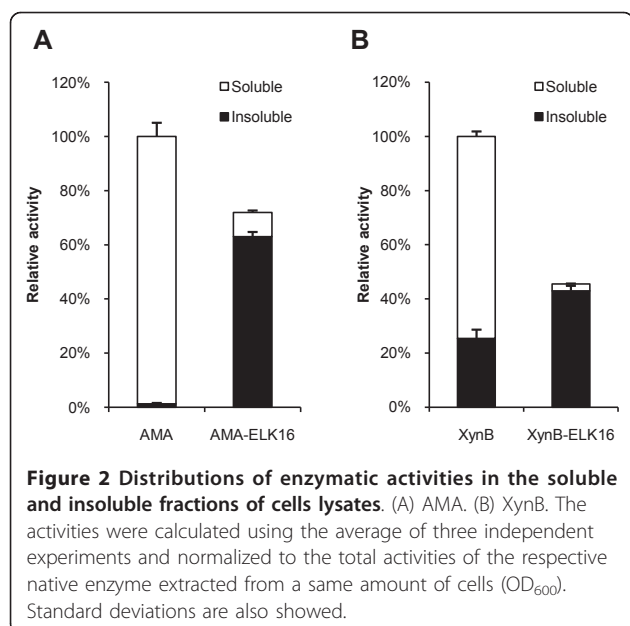 A
120%
100%
80%
60%
40%
20%
0%
Relative activity
Soluble
Insoluble
AMA
AMA-ELK16
B
120%
100%
80%
60%
40%
20%
0%
Relative activity
Soluble
Insoluble
XynB
XynB-ELK16
Figure 2 Distributions of enzymatic activities in the soluble
and insoluble fractions of cells lysates. (A) AMA. (B) XynB. The
activities were calculated using the average of three independent
experiments and normalized to the total activities of the respective
native enzyme extracted from a same amount of cells (OD600).
Standard deviations are also showed.